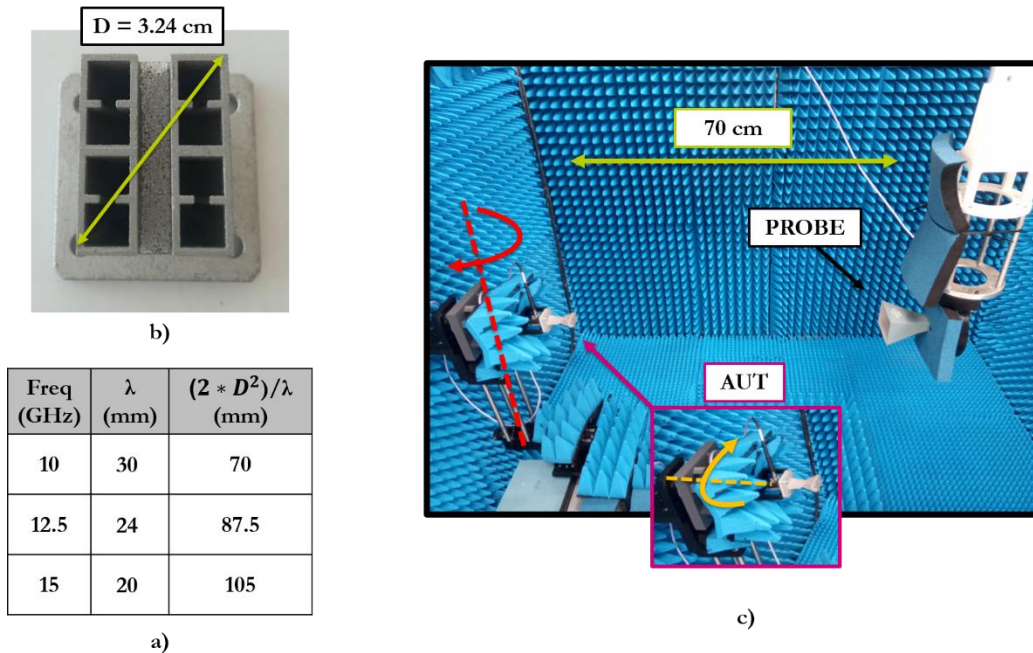 D = 3.24 cm
b)
Freq (GHz) λ (mm) (2 * D²)/λ (mm)
10 30 70
12.5 24 87.5
15 20 105
a)
70 cm
PROBE
AUT
c)